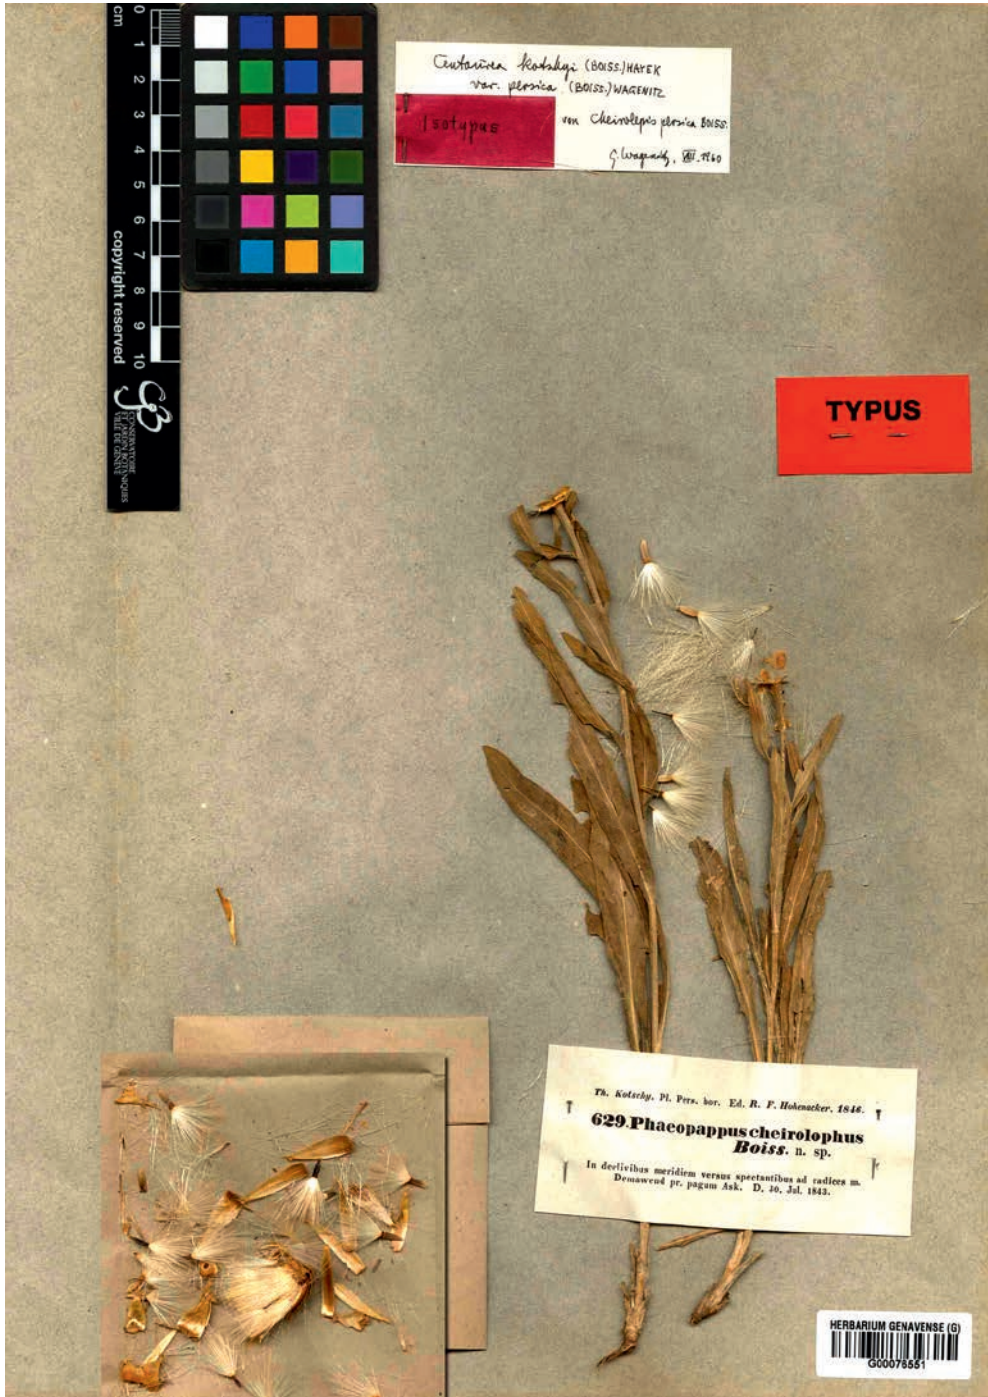 cm
0
1
2
3
4
5
6
7
8
9
10
copyright reserved
CONSERVATOIRE
ET JARDIN BOTANIQUES
VILLE DE GENÈVE
Centaurea kotschyi (BOISS.) HAYEK
var. persica (BOISS.) WAGENITZ
Isotypus
von Cheirolepis persica BOISS.
G. Wagenitz, XII. 1960
TYPUS
Th. Kotschy, Pl. Pers. bor. Ed. R. F. Hohenacker. 1846.
629. Phaeopappus cheirolophus
Boiss. n. sp.
In declivibus meridiem versus spectantibus ad radices m.
Demawend pr. pagum Ask. D. 30. Jul. 1843.
HERBARIUM GENAVENSE (G)
G00076551